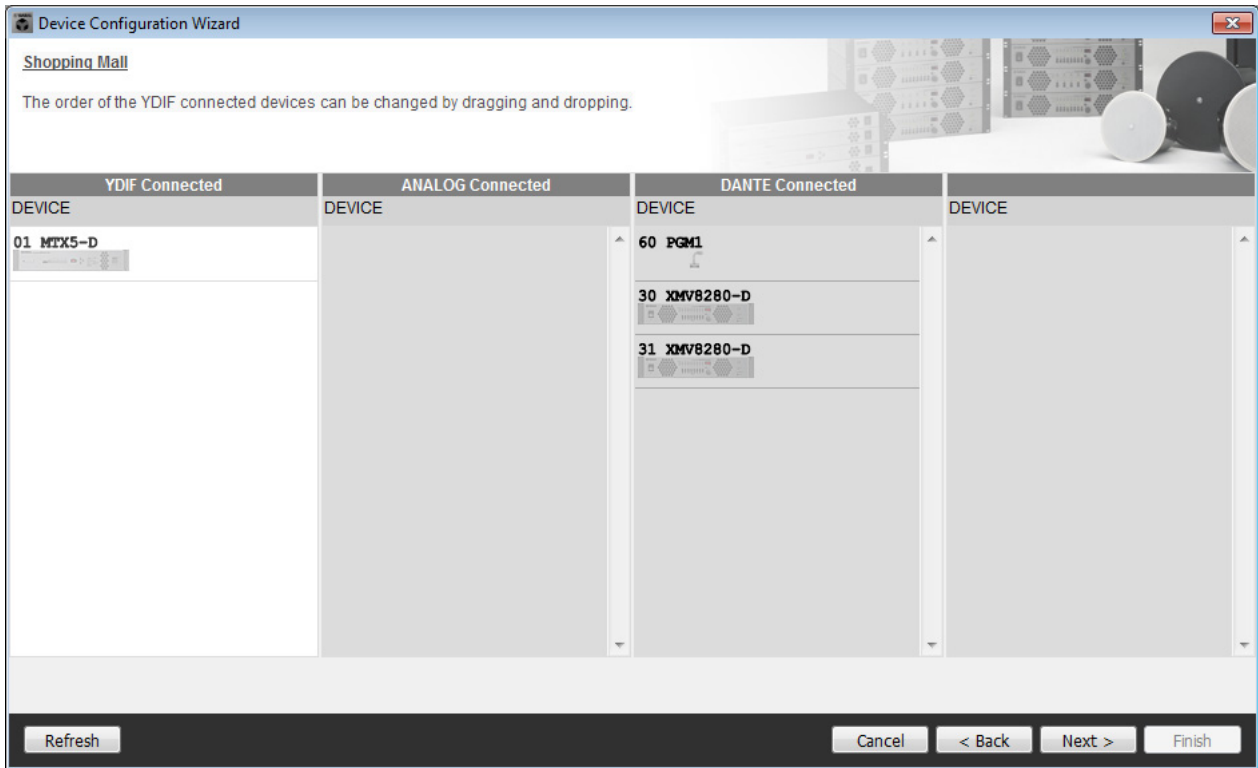 Device Configuration Wizard
Shopping Mall
The order of the YDIF connected devices can be changed by dragging and dropping.
YDIF Connected
ANALOG Connected
DANTE Connected
DEVICE
DEVICE
DEVICE
DEVICE
01 MTX5-D
60 PGM1
30 XMV8280-D
31 XMV8280-D
Refresh
Cancel
< Back
Next >
Finish